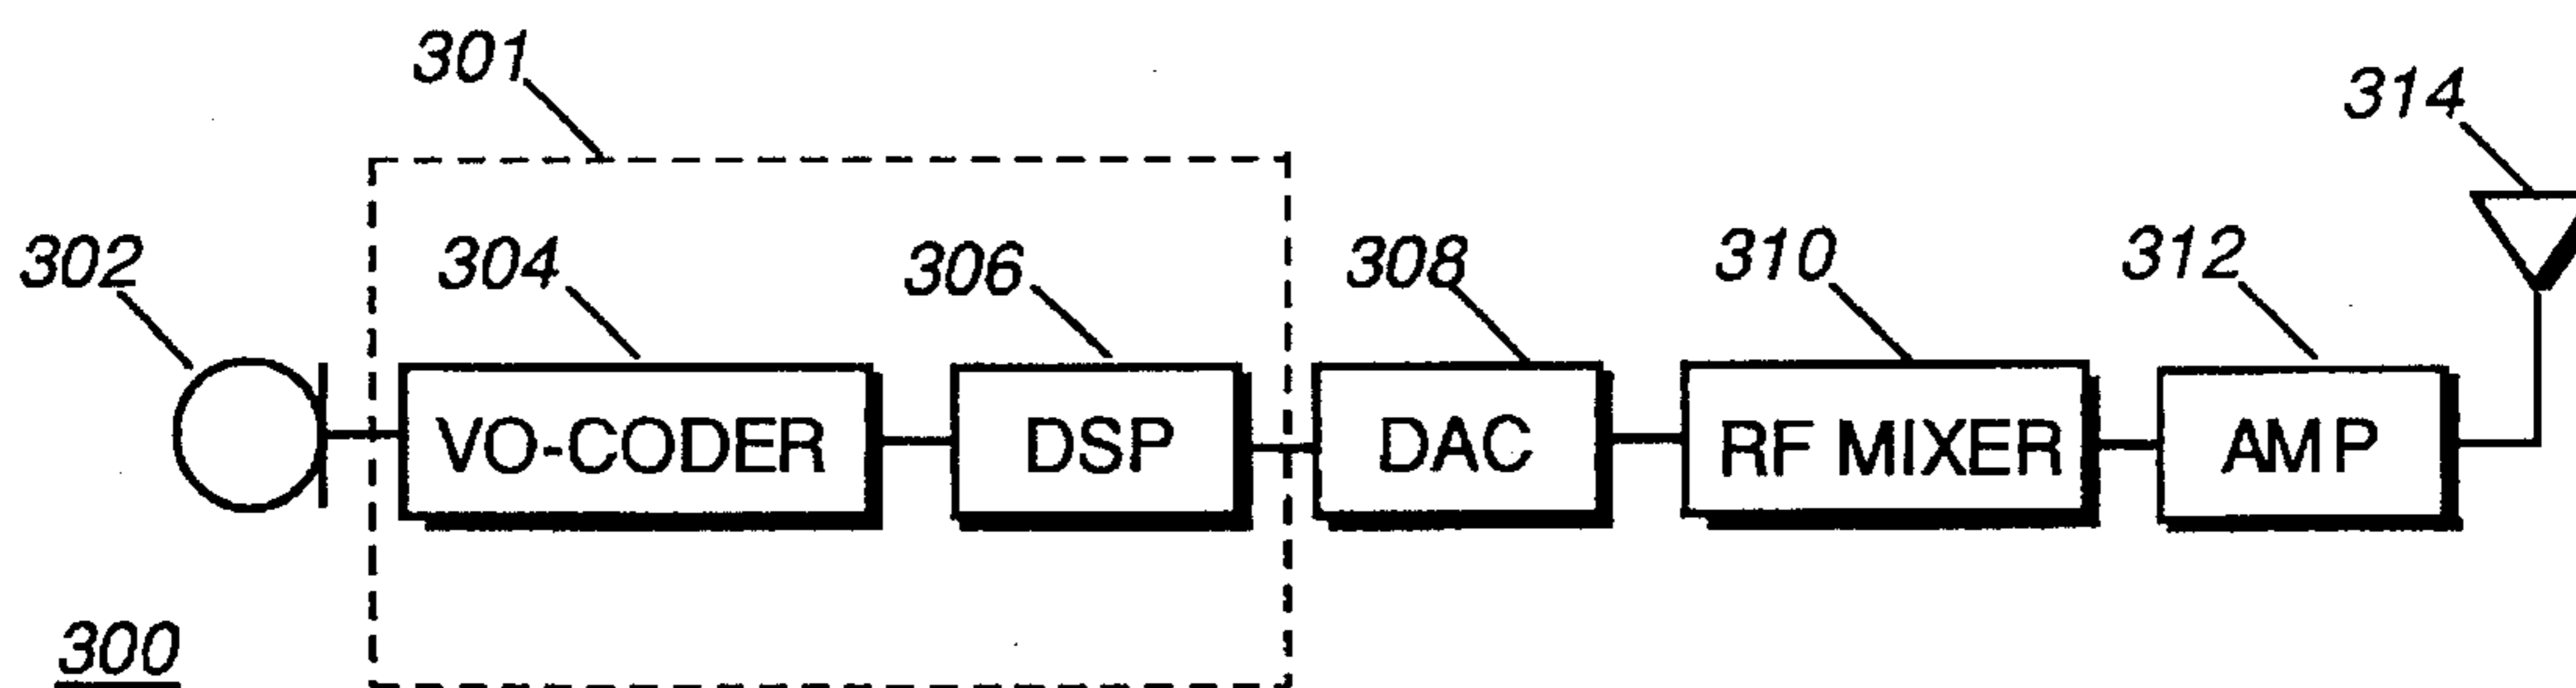 301
314
302 304 306 308 310 312
VO-CODER DSP DAC RF MIXER AMP
300